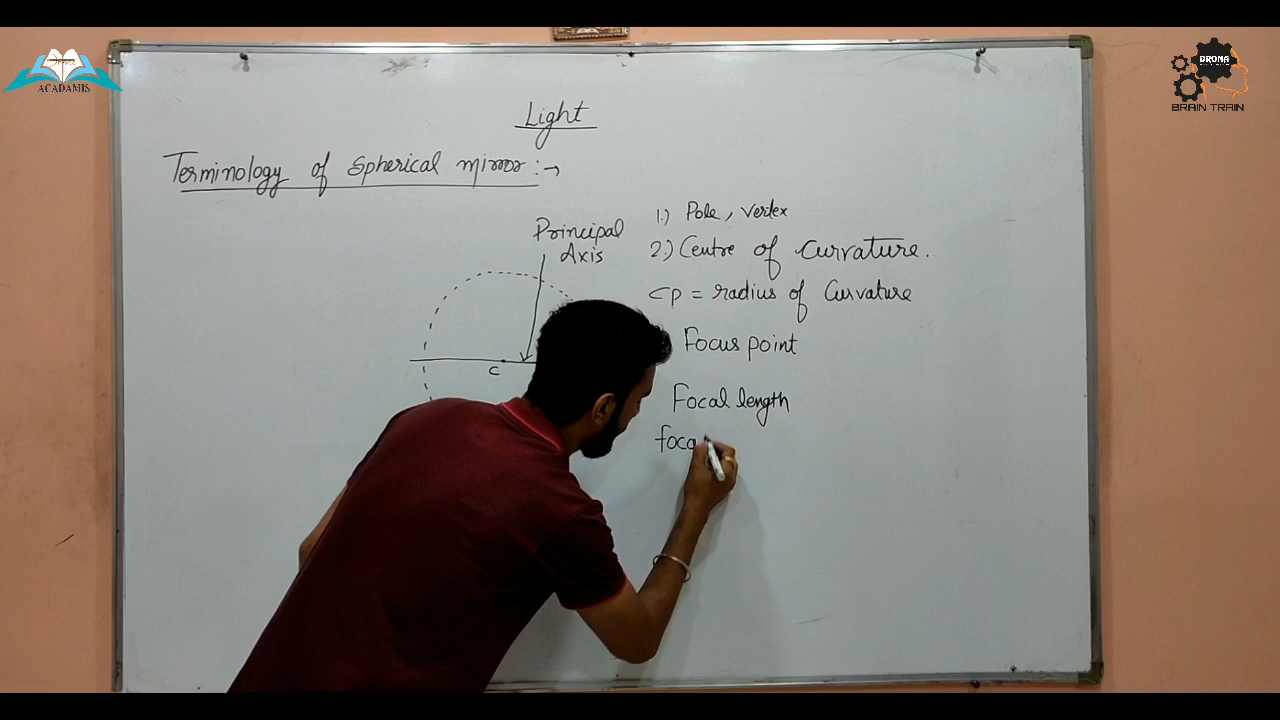 ACADAMIS
DRONA
BRAIN TRAIN
Light
Terminology of Spherical mirror :→
Principal
Axis
C
1.) Pole, Vertex
2.) Centre of Curvature.
CP = radius of Curvature
Focus point
Focal length
foca